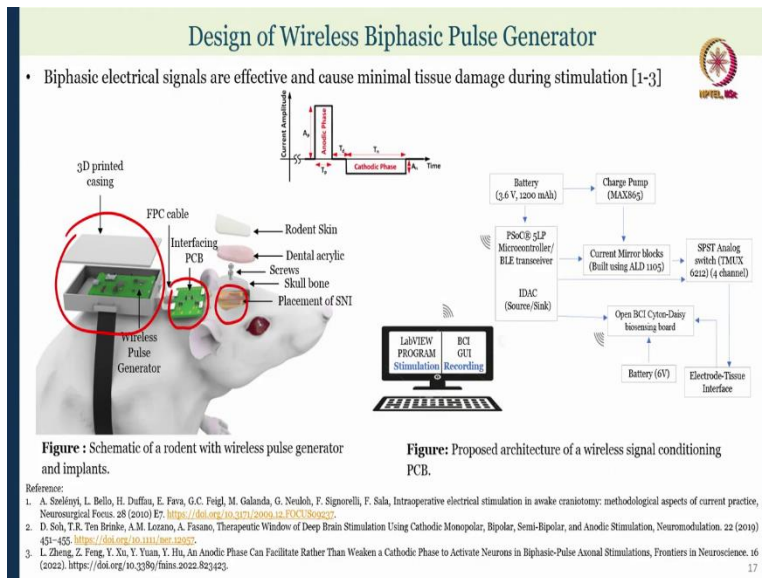 Design of Wireless Biphasic Pulse Generator
NPTEL, IISc
• Biphasic electrical signals are effective and cause minimal tissue damage during stimulation [1-3]
Current Amplitude
Anodic Phase
Cathodic Phase
Time
3D printed
casing
FPC cable
Interfacing
PCB
Rodent Skin
Dental acrylic
Screws
Skull bone
Placement of SNI
Wireless
Pulse
Generator
Battery
(3.6 V, 1200 mAh)
Charge Pump
(MAX865)
PSoC® 5LP
Microcontroller/
BLE transceiver
IDAC
(Source/Sink)
Current Mirror blocks
(Built using ALD 1105)
SPST Analog
switch (TMUX
6212) (4 channel)
Open BCI Cyton-Daisy
biosensing board
Battery (6V)
Electrode-Tissue
Interface
LabVIEW
PROGRAM
Stimulation
BCI
GUI
Recording
Figure : Schematic of a rodent with wireless pulse generator
and implants.
Figure: Proposed architecture of a wireless signal conditioning
PCB.
Reference:
1. A. Szelényi, L. Bello, H. Duffau, E. Fava, G.C. Feigl, M. Galanda, G. Neuloh, F. Signorelli, F. Sala, Intraoperative electrical stimulation in awake craniotomy: methodological aspects of current practice,
Neurosurgical Focus. 28 (2010) E7. https://doi.org/10.3171/2009.12.FOCUS09237.
2. D. Soh, T.R. Ten Brinke, A.M. Lozano, A. Fasano, Therapeutic Window of Deep Brain Stimulation Using Cathodic Monopolar, Bipolar, Semi-Bipolar, and Anodic Stimulation, Neuromodulation. 22 (2019)
451–455. https://doi.org/10.1111/ner.12957.
3. L. Zheng, Z. Feng, Y. Xu, Y. Yuan, Y. Hu, An Anodic Phase Can Facilitate Rather Than Weaken a Cathodic Phase to Activate Neurons in Biphasic-Pulse Axonal Stimulations, Frontiers in Neuroscience. 16
(2022). https://doi.org/10.3389/fnins.2022.823423.
17